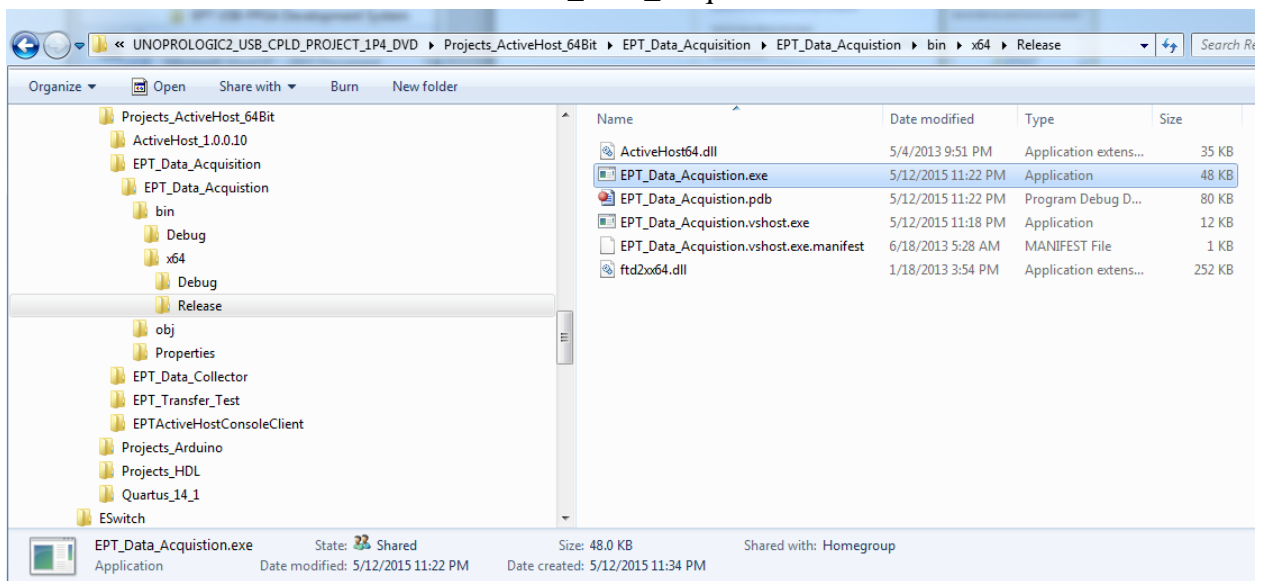 « UNOPROLOGIC2_USB_CPLD_PROJECT_1P4_DVD ▸ Projects_ActiveHost_64Bit ▸ EPT_Data_Acquisition ▸ EPT_Data_Acquistion ▸ bin ▸ x64 ▸ Release Search Re
Organize Open Share with Burn New folder
Projects_ActiveHost_64Bit
ActiveHost_1.0.0.10
EPT_Data_Acquisition
EPT_Data_Acquistion
bin
Debug
x64
Debug
Release
obj
Properties
EPT_Data_Collector
EPT_Transfer_Test
EPTActiveHostConsoleClient
Projects_Arduino
Projects_HDL
Quartus_14_1
ESwitch
Name Date modified Type Size
ActiveHost64.dll 5/4/2013 9:51 PM Application extens... 35 KB
EPT_Data_Acquistion.exe 5/12/2015 11:22 PM Application 48 KB
EPT_Data_Acquistion.pdb 5/12/2015 11:22 PM Program Debug D... 80 KB
EPT_Data_Acquistion.vshost.exe 5/12/2015 11:18 PM Application 12 KB
EPT_Data_Acquistion.vshost.exe.manifest 6/18/2013 5:28 AM MANIFEST File 1 KB
ftd2xx64.dll 1/18/2013 3:54 PM Application extens... 252 KB
EPT_Data_Acquistion.exe State: Shared Size: 48.0 KB Shared with: Homegroup
Application Date modified: 5/12/2015 11:22 PM Date created: 5/12/2015 11:34 PM